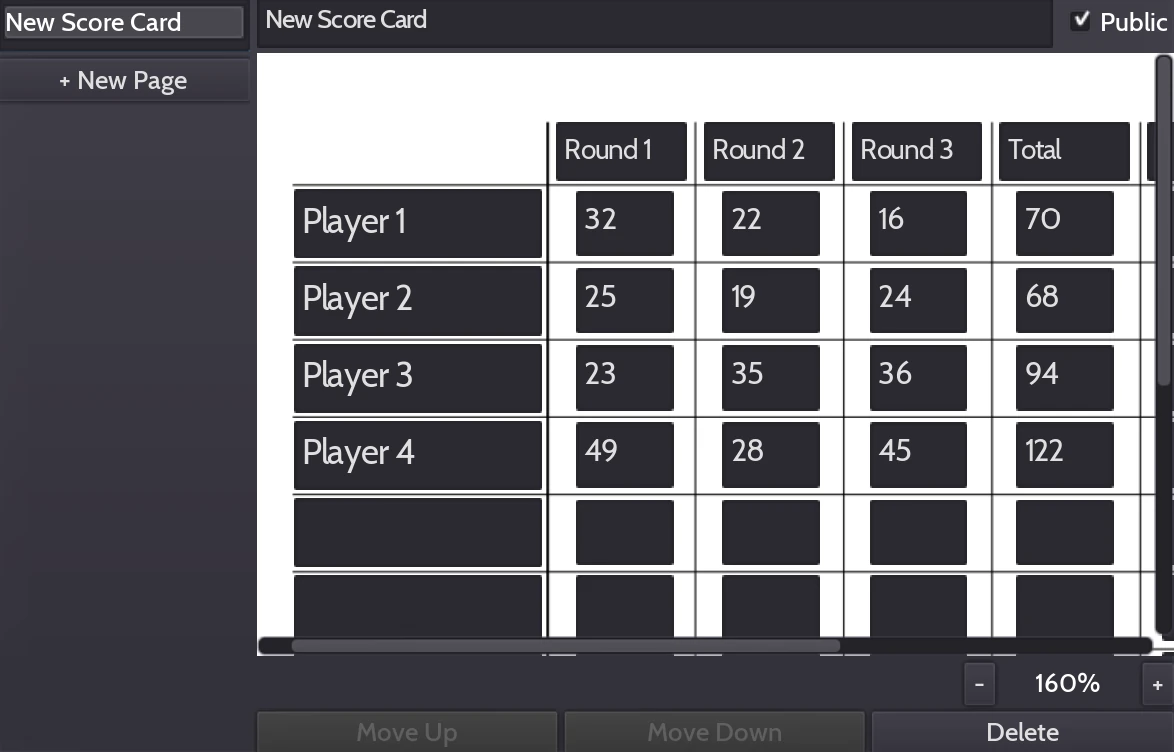 New Score Card
New Score Card
Public
+ New Page
Round 1 Round 2 Round 3 Total
Player 1 32 22 16 70
Player 2 25 19 24 68
Player 3 23 35 36 94
Player 4 49 28 45 122
- 160% +
Move Up Move Down Delete